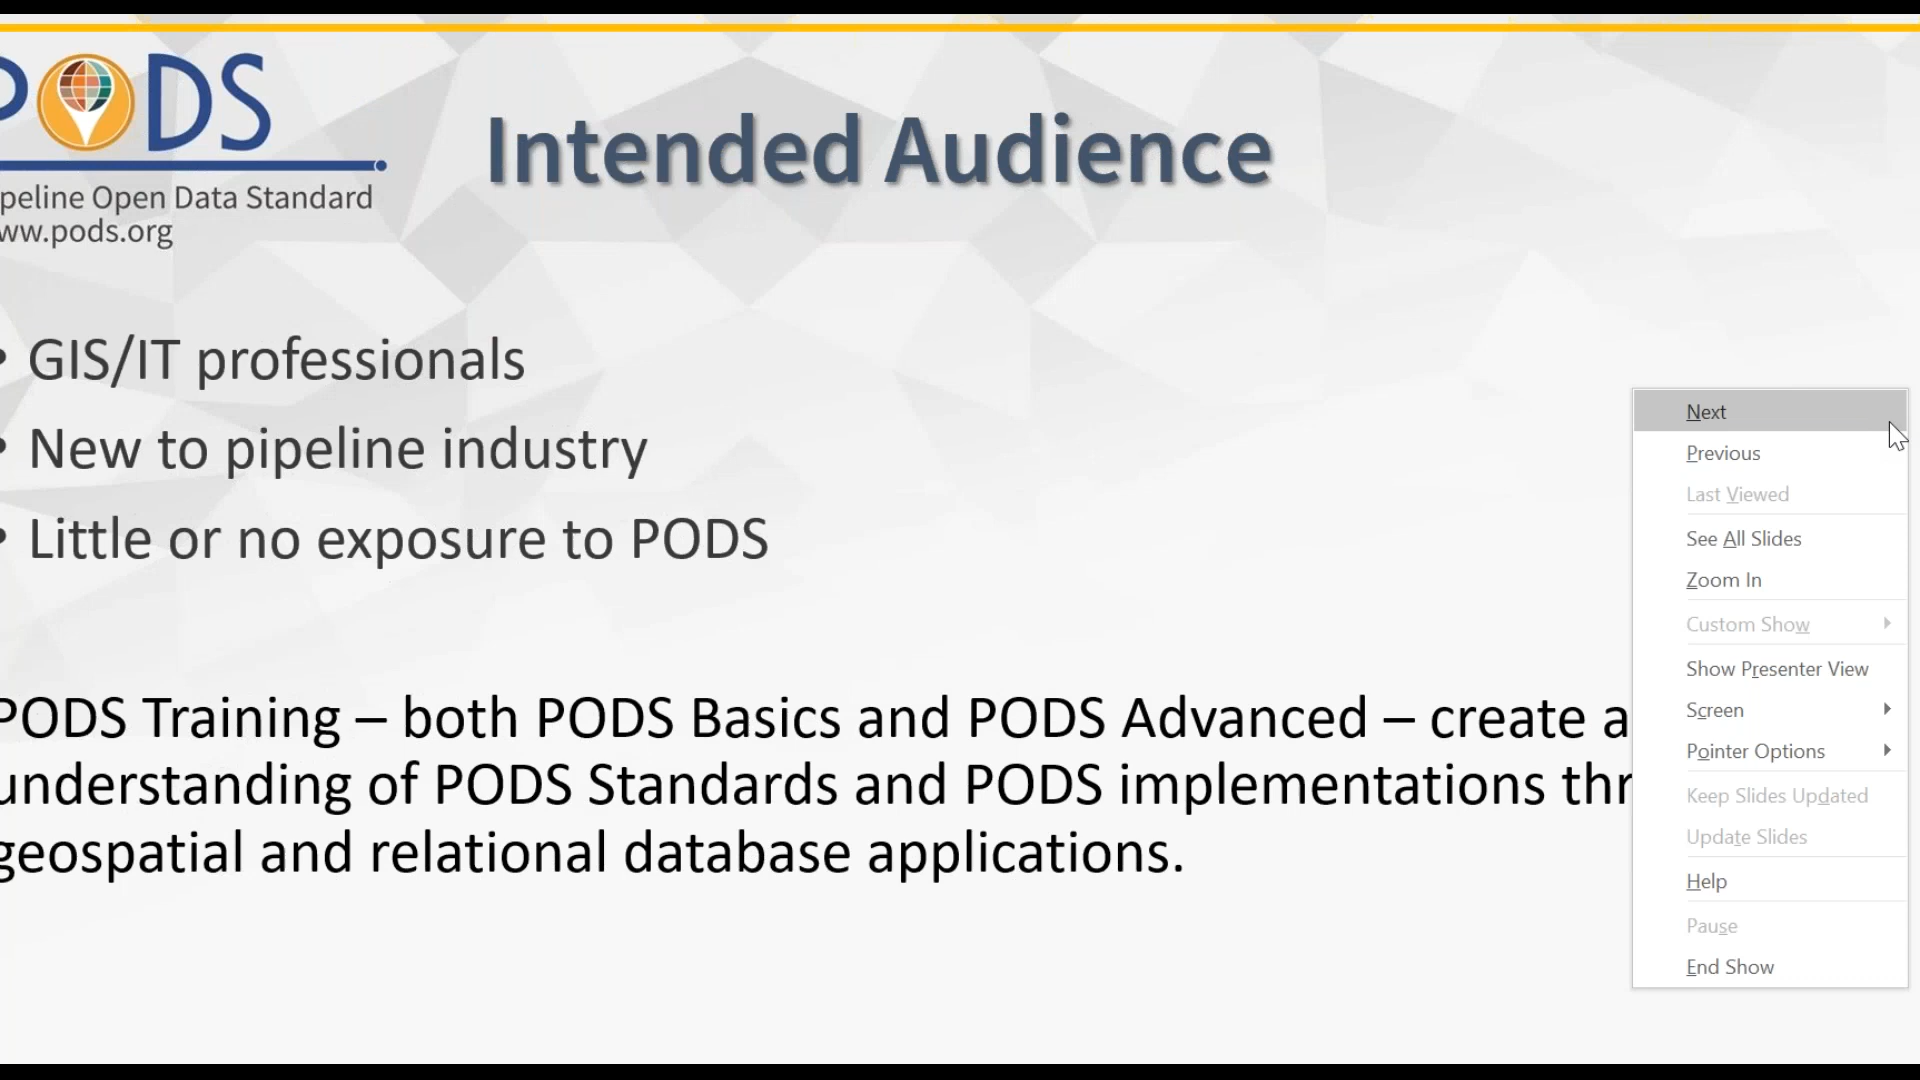 PODS
peline Open Data Standard
ww.pods.org
Intended Audience
• GIS/IT professionals
• New to pipeline industry
• Little or no exposure to PODS
PODS Training – both PODS Basics and PODS Advanced – create a
understanding of PODS Standards and PODS implementations thr
geospatial and relational database applications.
Next
Previous
Last Viewed
See All Slides
Zoom In
Custom Show
Show Presenter View
Screen
Pointer Options
Keep Slides Updated
Update Slides
Help
Pause
End Show